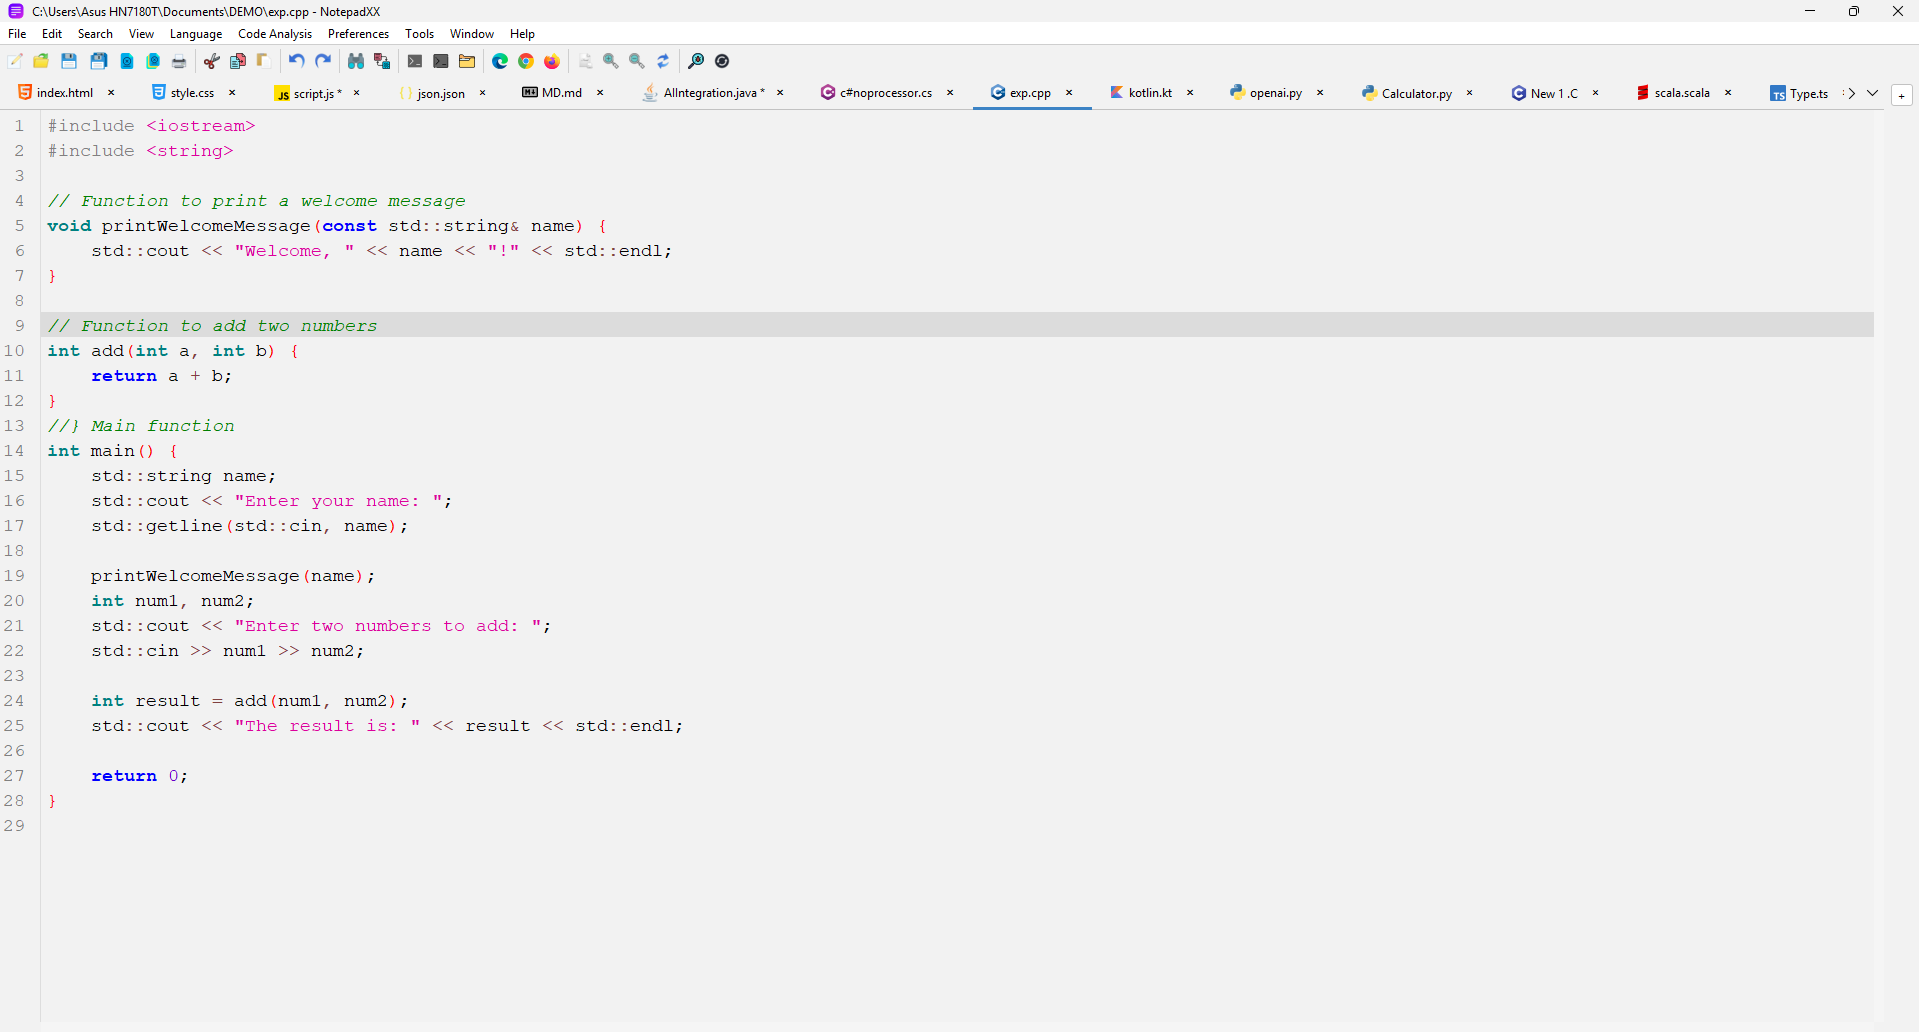 C:\Users\Asus HN7180T\Documents\DEMO\exp.cpp - NotepadXX
File Edit Search View Language Code Analysis Preferences Tools Window Help
index.html × style.css × script.js * × json.json × MD.md × AIIntegration.java * × c#noprocessor.cs × exp.cpp × kotlin.kt × openai.py × Calculator.py × New 1 .C × scala.scala × Type.ts
1 #include <iostream>
2 #include <string>
3
4 // Function to print a welcome message
5 void printWelcomeMessage(const std::string& name) {
6     std::cout << "Welcome, " << name << "!" << std::endl;
7 }
8
9 // Function to add two numbers
10 int add(int a, int b) {
11     return a + b;
12 }
13 //} Main function
14 int main() {
15     std::string name;
16     std::cout << "Enter your name: ";
17     std::getline(std::cin, name);
18
19     printWelcomeMessage(name);
20     int num1, num2;
21     std::cout << "Enter two numbers to add: ";
22     std::cin >> num1 >> num2;
23
24     int result = add(num1, num2);
25     std::cout << "The result is: " << result << std::endl;
26
27     return 0;
28 }
29